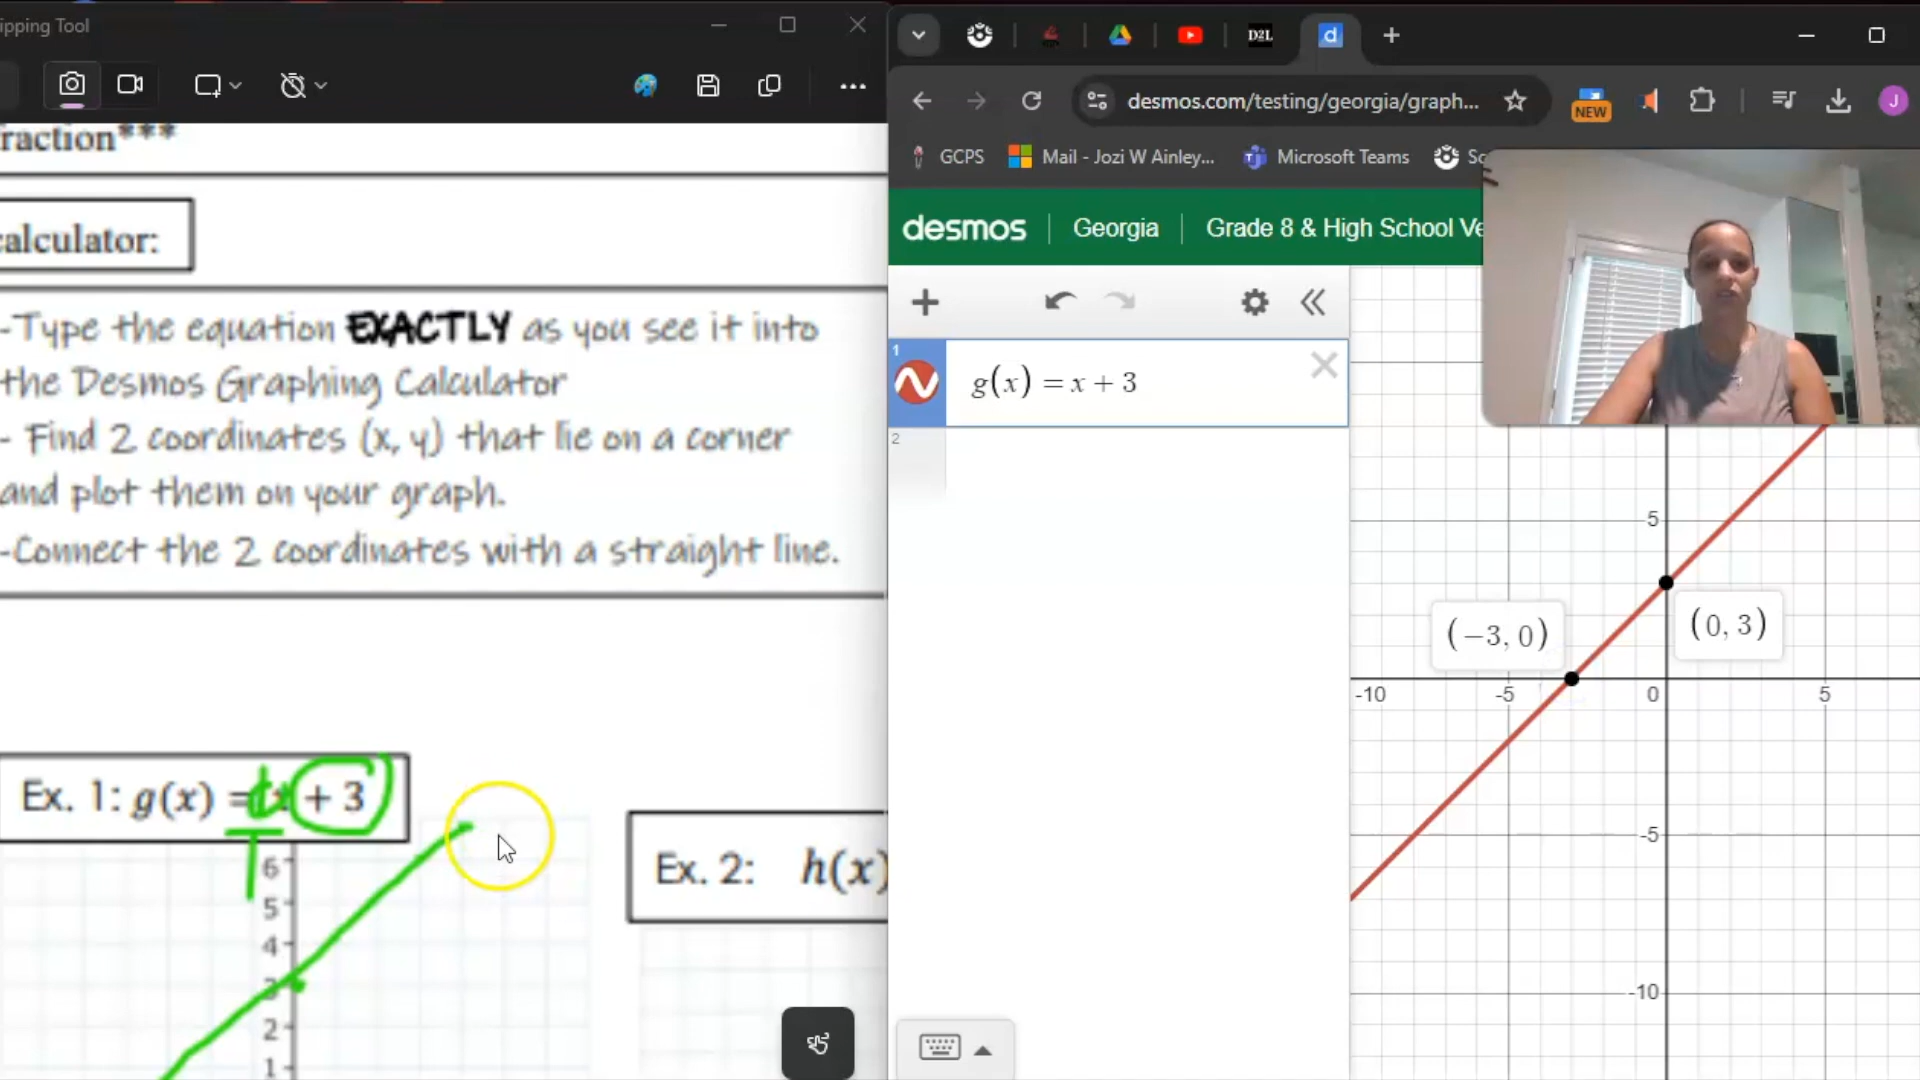 ipping Tool
raction***
calculator:
-Type the equation EXACTLY as you see it into
the Desmos Graphing Calculator
- Find 2 coordinates (x, y) that lie on a corner
and plot them on your graph.
-Connect the 2 coordinates with a straight line.
Ex. 1: g(x) = + 3
6
5
4
3
2
1
Ex. 2: h(x)
D2L
d
desmos.com/testing/georgia/graph...
NEW
J
GCPS
Mail - Jozi W Ainley...
Microsoft Teams
Sc
desmos
Georgia
Grade 8 & High School Ve
1
g(x) = x + 3
2
5
(−3, 0)
(0, 3)
-10
-5
0
5
-5
-10